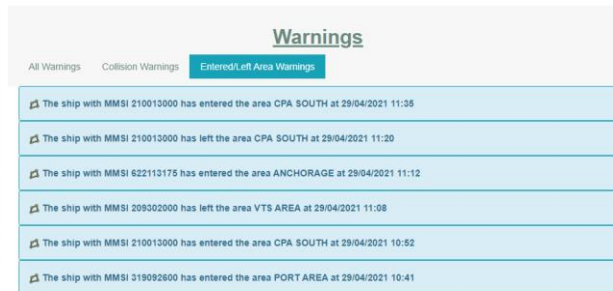 Warnings
All Warnings Collision Warnings Entered/Left Area Warnings
The ship with MMSI 210013000 has entered the area CPA SOUTH at 29/04/2021 11:35
The ship with MMSI 210013000 has left the area CPA SOUTH at 29/04/2021 11:20
The ship with MMSI 622113175 has entered the area ANCHORAGE at 29/04/2021 11:12
The ship with MMSI 209302000 has left the area VTS AREA at 29/04/2021 11:08
The ship with MMSI 210013000 has entered the area CPA SOUTH at 29/04/2021 10:52
The ship with MMSI 319092600 has entered the area PORT AREA at 29/04/2021 10:41